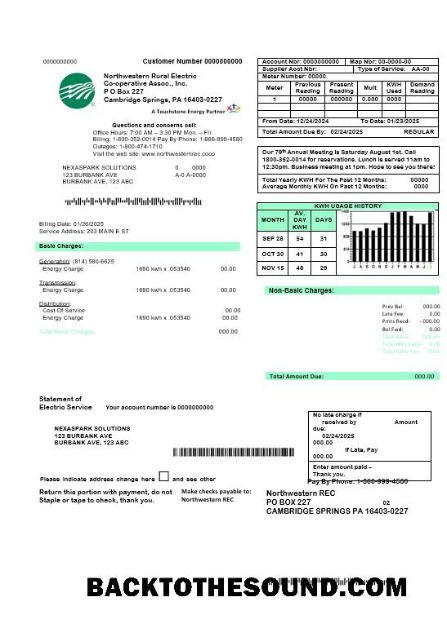 0000000000
Customer Number 0000000000
Northwestern Rural Electric
Co-operative Assoc., Inc.
P O Box 227
Cambridge Springs, PA 16403-0227
A Touchstone Energy Partner
Questions and concerns call:
Office Hours: 7:00 AM – 3:30 PM Mon. – Fri.
Billing: 1-800-352-0014 Pay By Phone: 1-886-999-4580
Outages: 1-800-474-1710
Visit the web site: www.northwesternrec.coop
NEXASPARK SOLUTIONS 0 0000
123 BURBANK AVE A-0 A-0000
BURBANK AVE, 123 ABC
Account Nbr: 0000000000 Map Nbr: 00-0000-00
Supplier Acct Nbr: Type of Service: AA-00
Meter Number: 00000
Meter Previous Reading Present Reading Mult KWH Used Demand Reading
1 00000 000000 0.000 0000
From Date: 12/24/2024 To Date: 01/23/2025
Total Amount Due By: 02/24/2025 REGULAR
Our 79th Annual Meeting is Saturday August 1st. Call
1800-352-0014 for reservations. Lunch is served 11am to
12:30pm. Business meeting at 1pm. Hope to see you there!
Total Yearly KWH For The Past 12 Months: 00000
Average Monthly KWH Over Past 12 Months: 0000
KWH USAGE HISTORY
MONTH AV. DAY KWH DAYS
SEP 28 54 31
OCT 30 41 30
NOV 15 48 29
J A S O N D J F M A M J J
Billing Date: 01/26/2025
Service Address: 203 MAIN E ST
Basic Charges:
Generation: (814) 580-6625
Energy Charge 1690 kwh x .053540 00.00
Transmission:
Energy Charge 1690 kwh x .053540 00.00
Distribution:
Cost Of Service 00.00
Energy Charge 1690 kwh x .053540 00.00
Total Basic Charges: 000.00
Non-Basic Charges:
Prev Bal: 000.00
Late Fee: 0.00
Pmts Recd: - 000.00
Bal Fwd: 0.00
Total Amount Due: 000.00
Statement of
Electric Service Your account number is 0000000000
NEXASPARK SOLUTIONS
123 BURBANK AVE
BURBANK AVE, 123 ABC
No late charge if
received by Amount
due:
02/24/2025
000.00
If Late, Pay
000.00
Enter amount paid –
Thank you.
Pay By Phone: 1-886-999-4580
Please indicate address change here and see other
Return this portion with payment, do not
Staple or tape to check, thank you.
Make checks payable to:
Northwestern REC
Northwestern REC
PO BOX 227 02
CAMBRIDGE SPRINGS PA 16403-0227
BACKTOTHESOUND.COM